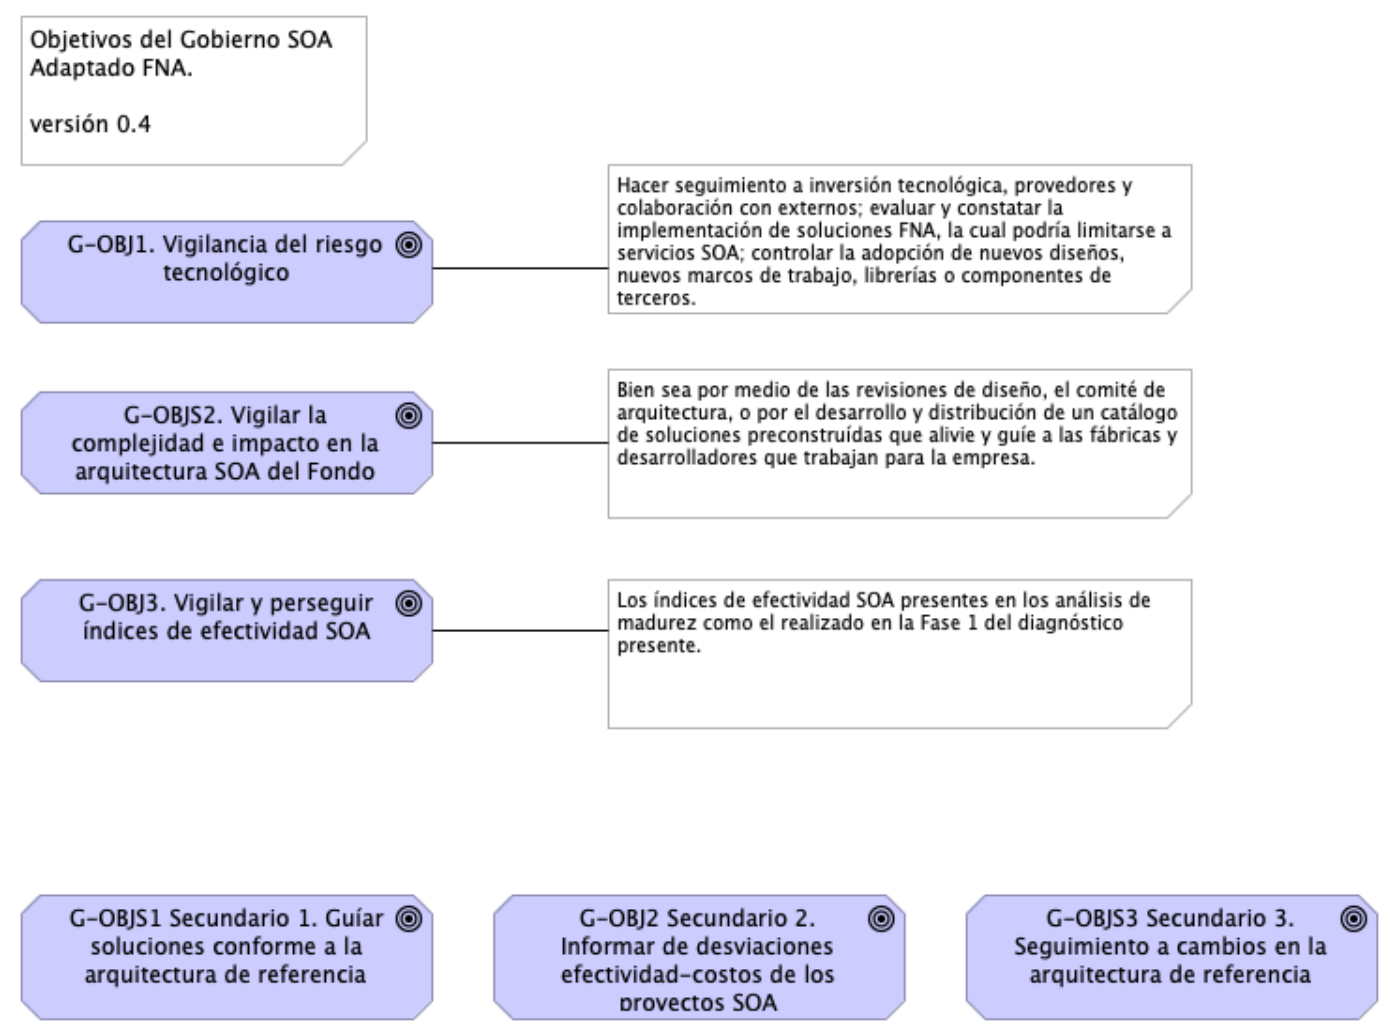 Objetivos del Gobierno SOA
Adaptado FNA.
versión 0.4
G-OBJ1. Vigilancia del riesgo
tecnológico
Hacer seguimiento a inversión tecnológica, provedores y
colaboración con externos; evaluar y constatar la
implementación de soluciones FNA, la cual podría limitarse a
servicios SOA; controlar la adopción de nuevos diseños,
nuevos marcos de trabajo, librerías o componentes de
terceros.
G-OBJS2. Vigilar la
complejidad e impacto en la
arquitectura SOA del Fondo
Bien sea por medio de las revisiones de diseño, el comité de
arquitectura, o por el desarrollo y distribución de un catálogo
de soluciones preconstruídas que alivie y guíe a las fábricas y
desarrolladores que trabajan para la empresa.
G-OBJ3. Vigilar y perseguir
índices de efectividad SOA
Los índices de efectividad SOA presentes en los análisis de
madurez como el realizado en la Fase 1 del diagnóstico
presente.
G-OBJS1 Secundario 1. Guíar
soluciones conforme a la
arquitectura de referencia
G-OBJ2 Secundario 2.
Informar de desviaciones
efectividad-costos de los
proyectos SOA
G-OBJS3 Secundario 3.
Seguimiento a cambios en la
arquitectura de referencia